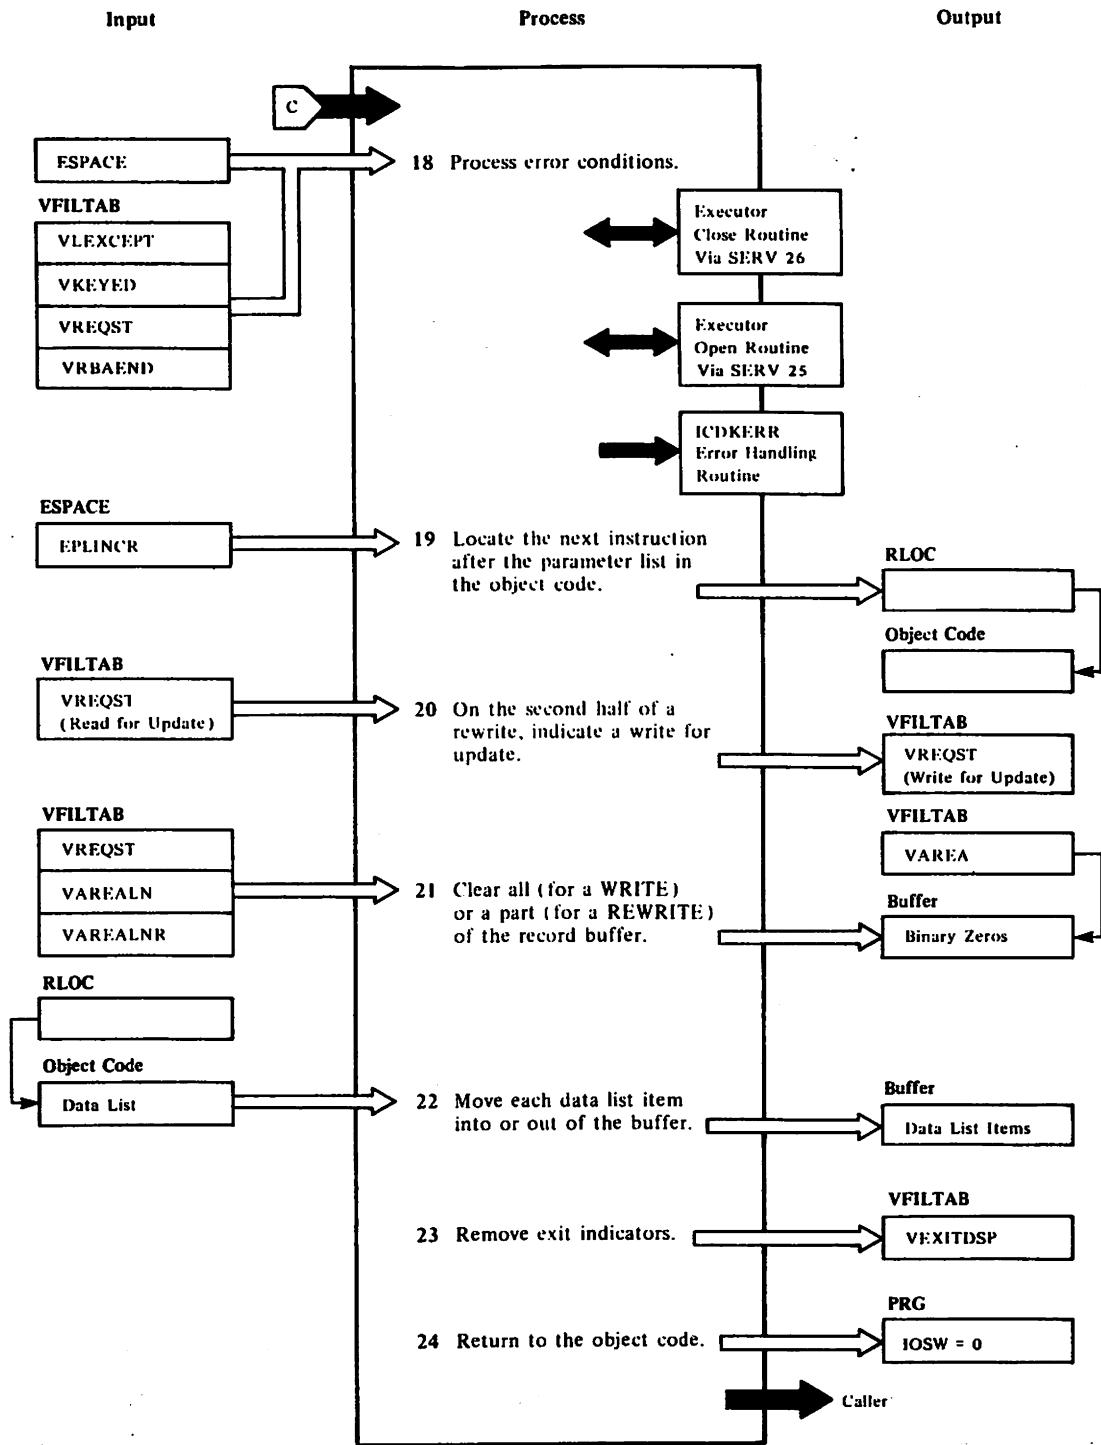 Input
Process
Output
C
ESPACE
18 Process error conditions.
VFILTAB
VLEXCEPT
VKEYED
VREQST
VRBAEND
Executor
Close Routine
Via SERV 26
Executor
Open Routine
Via SERV 25
ICDKERR
Error Handling
Routine
ESPACE
EPLINCR
19 Locate the next instruction
after the parameter list in
the object code.
RLOC
Object Code
VFILTAB
VREQST
(Read for Update)
20 On the second half of a
rewrite, indicate a write for
update.
VFILTAB
VREQST
(Write for Update)
VFILTAB
VREQST
VAREALN
VAREALNR
21 Clear all (for a WRITE)
or a part (for a REWRITE)
of the record buffer.
VFILTAB
VAREA
Buffer
Binary Zeros
RLOC
Object Code
Data List
22 Move each data list item
into or out of the buffer.
Buffer
Data List Items
23 Remove exit indicators.
VFILTAB
VEXITDSP
24 Return to the object code.
PRG
IOSW = 0
Caller